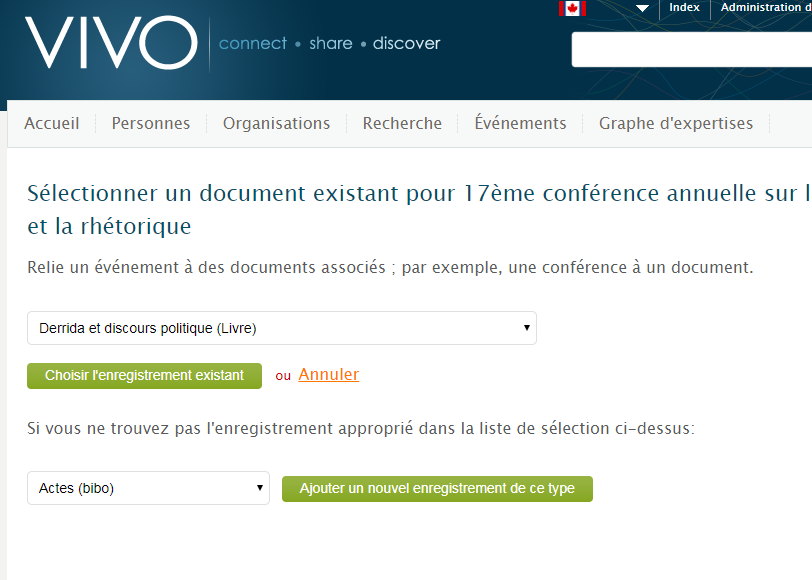 Index
Administration d
VIVO
connect • share • discover
Accueil
Personnes
Organisations
Recherche
Événements
Graphe d'expertises
Sélectionner un document existant pour 17ème conférence annuelle sur l
et la rhétorique
Relie un événement à des documents associés ; par exemple, une conférence à un document.
Derrida et discours politique (Livre)
Choisir l'enregistrement existant ou Annuler
Si vous ne trouvez pas l'enregistrement approprié dans la liste de sélection ci-dessus:
Actes (bibo)
Ajouter un nouvel enregistrement de ce type